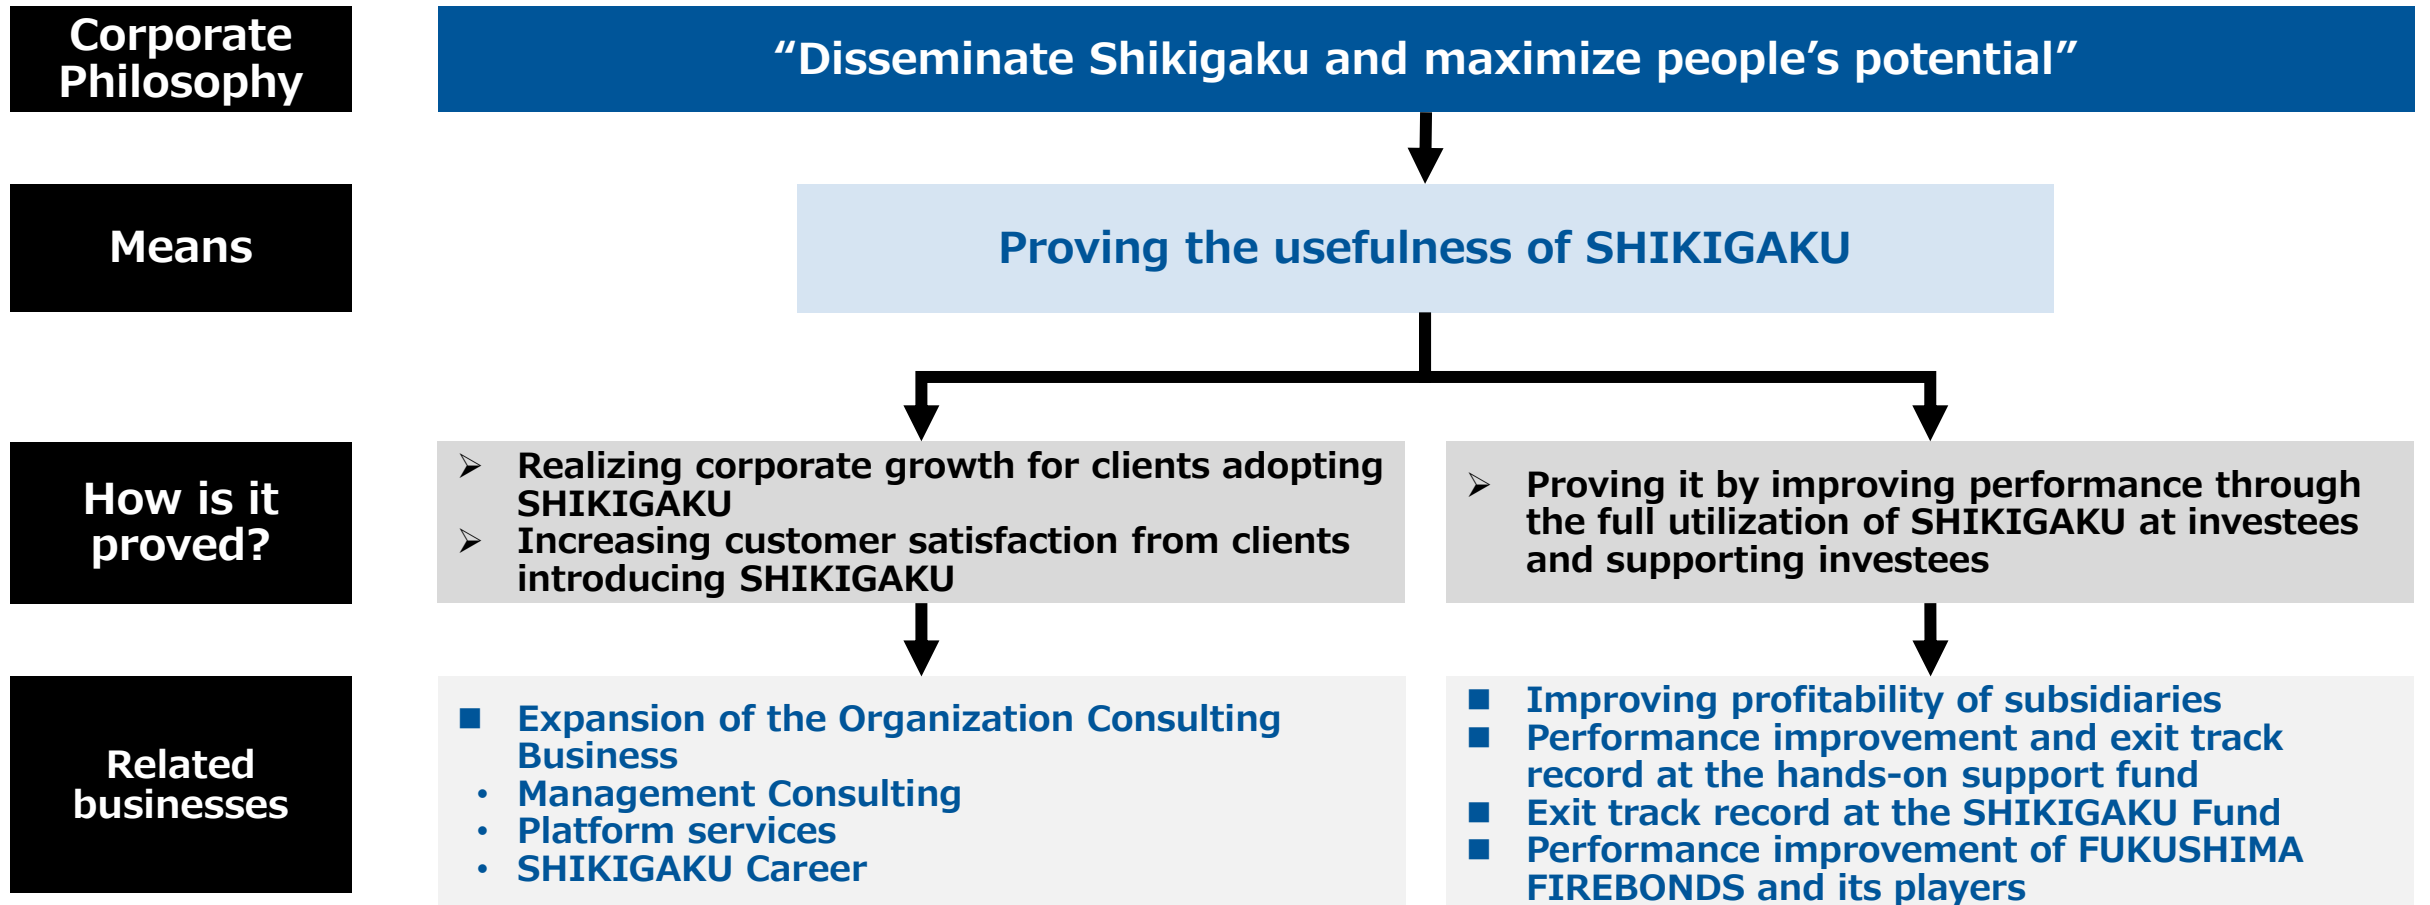 Corporate
Philosophy
“Disseminate Shikigaku and maximize people’s potential”
Means
Proving the usefulness of SHIKIGAKU
How is it
proved?
➢ Realizing corporate growth for clients adopting
SHIKIGAKU
➢ Increasing customer satisfaction from clients
introducing SHIKIGAKU
➢ Proving it by improving performance through
the full utilization of SHIKIGAKU at investees
and supporting investees
Related
businesses
■ Expansion of the Organization Consulting
Business
・ Management Consulting
・ Platform services
・ SHIKIGAKU Career
■ Improving profitability of subsidiaries
■ Performance improvement and exit track
record at the hands-on support fund
■ Exit track record at the SHIKIGAKU Fund
■ Performance improvement of FUKUSHIMA
FIREBONDS and its players